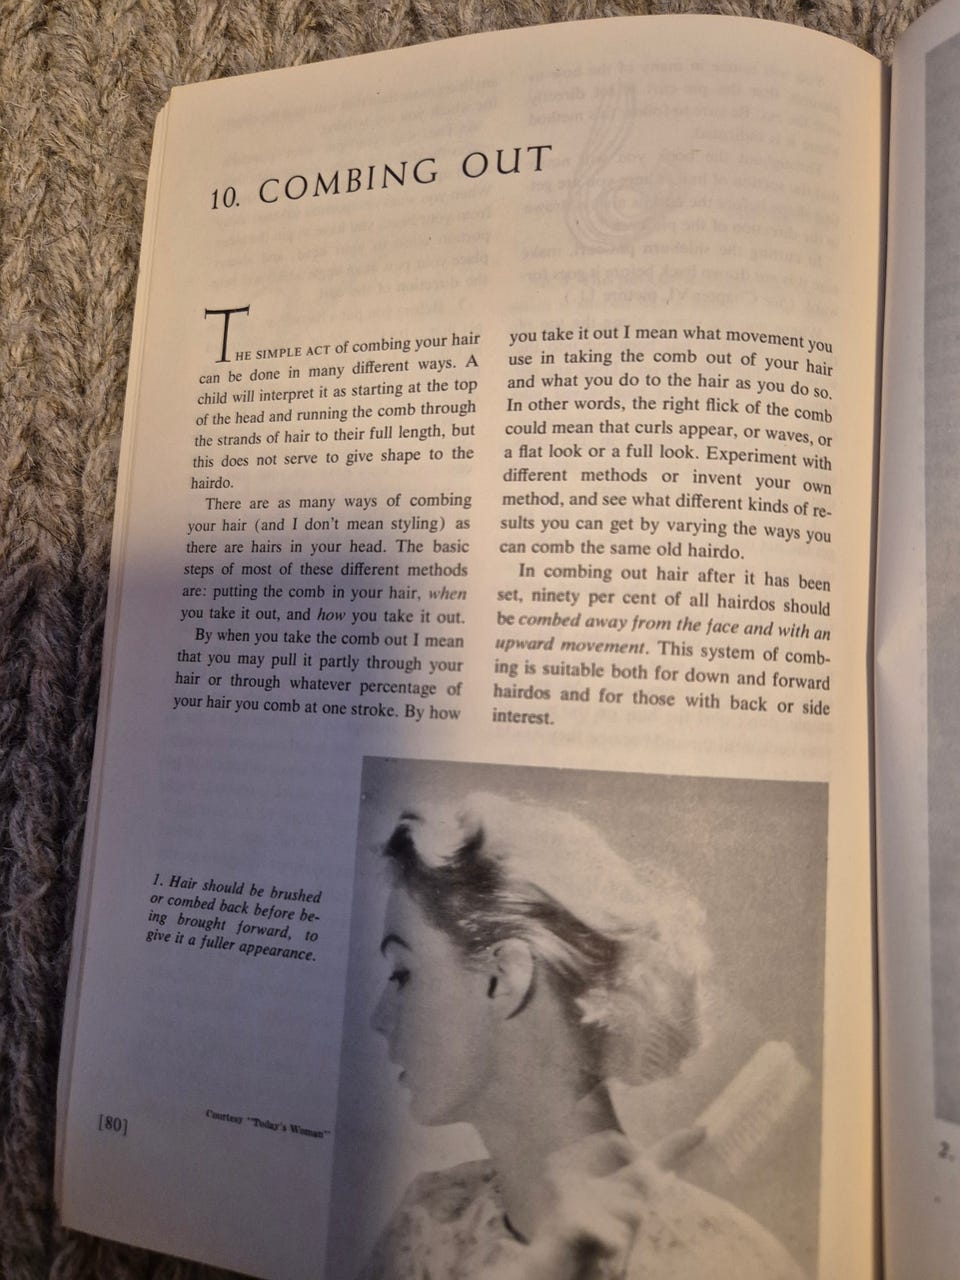 10. COMBING OUT
THE SIMPLE ACT of combing your hair
can be done in many different ways. A
child will interpret it as starting at the top
of the head and running the comb through
the strands of hair to their full length, but
this does not serve to give shape to the
hairdo.
There are as many ways of combing
your hair (and I don't mean styling) as
there are hairs in your head. The basic
steps of most of these different methods
are: putting the comb in your hair, when
you take it out, and how you take it out.
By when you take the comb out I mean
that you may pull it partly through your
hair or through whatever percentage of
your hair you comb at one stroke. By how
you take it out I mean what movement you
use in taking the comb out of your hair
and what you do to the hair as you do so.
In other words, the right flick of the comb
could mean that curls appear, or waves, or
a flat look or a full look. Experiment with
different methods or invent your own
method, and see what different kinds of re-
sults you can get by varying the ways you
can comb the same old hairdo.
In combing out hair after it has been
set, ninety per cent of all hairdos should
be combed away from the face and with an
upward movement. This system of comb-
ing is suitable both for down and forward
hairdos and for those with back or side
interest.
1. Hair should be brushed
or combed back before be-
ing brought forward, to
give it a fuller appearance.
Courtesy "Today's Woman"
[80]
2.